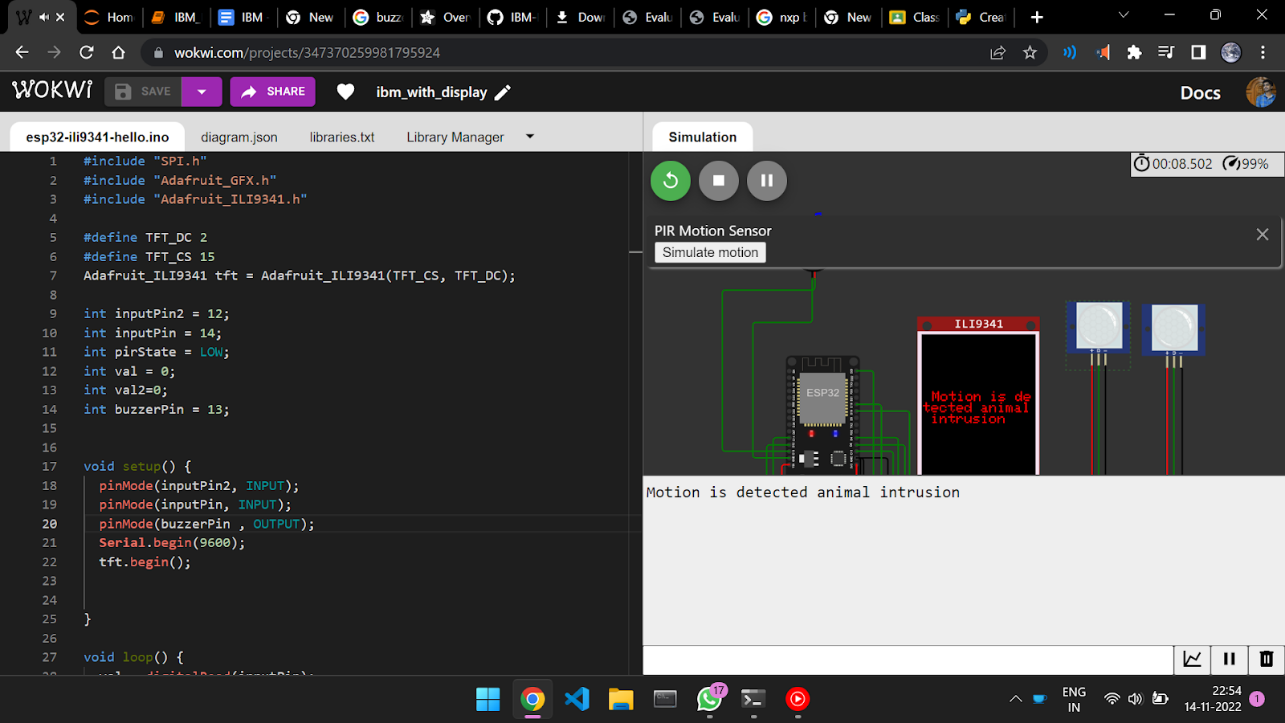 Home
IBM_
IBM
New
buzz
Over
IBM-
Dow
Evalu
Evalu
nxp b
New
Class
Crea
wokwi.com/projects/347370259981795924
WOKWI
SAVE
SHARE
ibm_with_display
Docs
esp32-ili9341-hello.ino
diagram.json
libraries.txt
Library Manager
Simulation
1 #include "SPI.h"
2 #include "Adafruit_GFX.h"
3 #include "Adafruit_ILI9341.h"
4
5 #define TFT_DC 2
6 #define TFT_CS 15
7 Adafruit_ILI9341 tft = Adafruit_ILI9341(TFT_CS, TFT_DC);
8
9 int inputPin2 = 12;
10 int inputPin = 14;
11 int pirState = LOW;
12 int val = 0;
13 int val2=0;
14 int buzzerPin = 13;
15
16
17 void setup() {
18 pinMode(inputPin2, INPUT);
19 pinMode(inputPin, INPUT);
20 pinMode(buzzerPin , OUTPUT);
21 Serial.begin(9600);
22 tft.begin();
23
24
25 }
26
27 void loop() {
28 val = digitalRead(inputPin);
00:08.502
99%
PIR Motion Sensor
Simulate motion
ILI9341
ESP32
Motion is de
tected animal
intrusion
Motion is detected animal intrusion
17
ENG
IN
22:54
14-11-2022
1